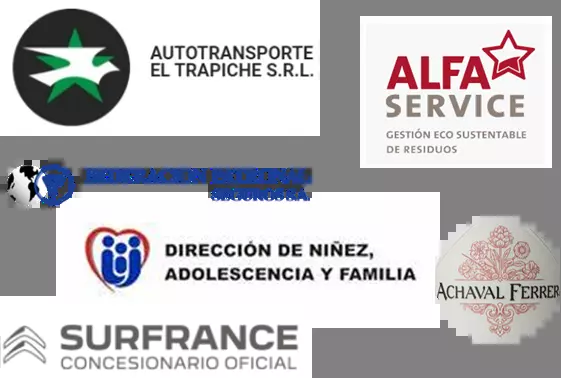 AUTOTRANSPORTE
EL TRAPICHE S.R.L.
ALFA
SERVICE
GESTIÓN ECO SUSTENTABLE
DE RESIDUOS
SEGUROS S.A.
DIRECCIÓN DE NIÑEZ,
ADOLESCENCIA Y FAMILIA
ACHAVAL FERRER
SURFRANCE
CONCESIONARIO OFICIAL